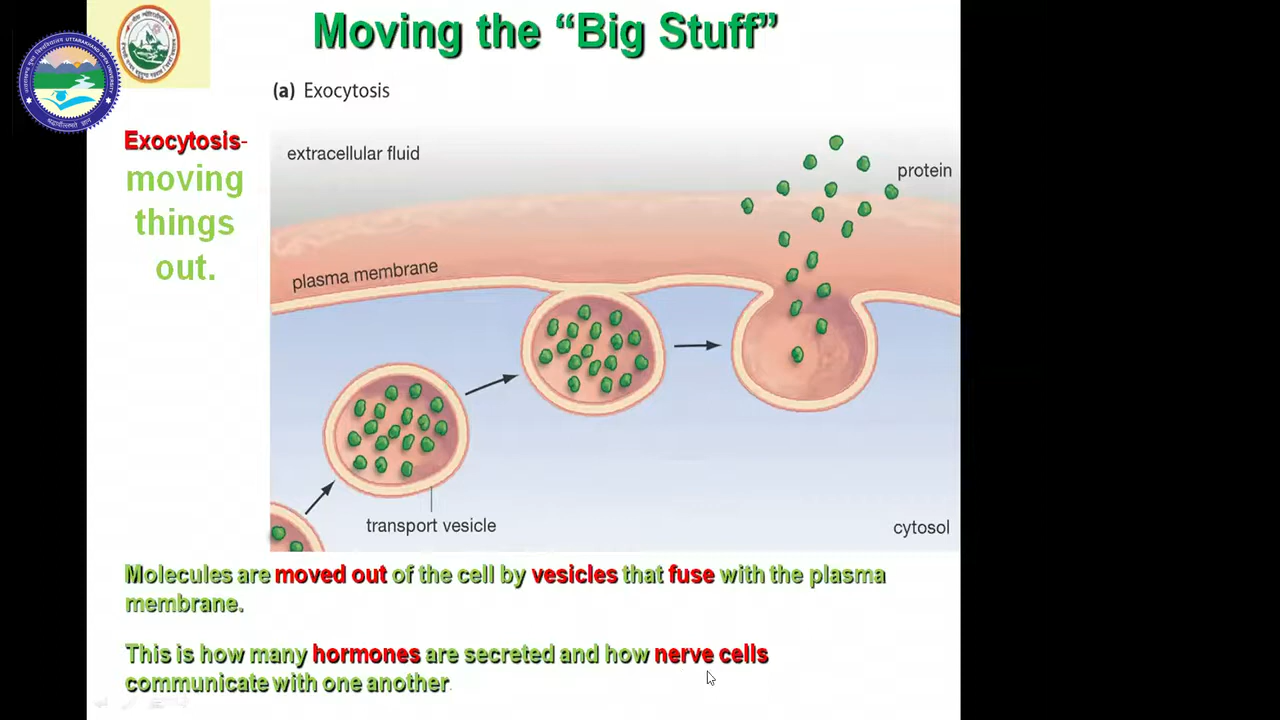 Moving the “Big Stuff”
(a) Exocytosis
Exocytosis-
moving
things
out.
extracellular fluid
protein
plasma membrane
transport vesicle
cytosol
Molecules are moved out of the cell by vesicles that fuse with the plasma
membrane.
This is how many hormones are secreted and how nerve cells
communicate with one another.